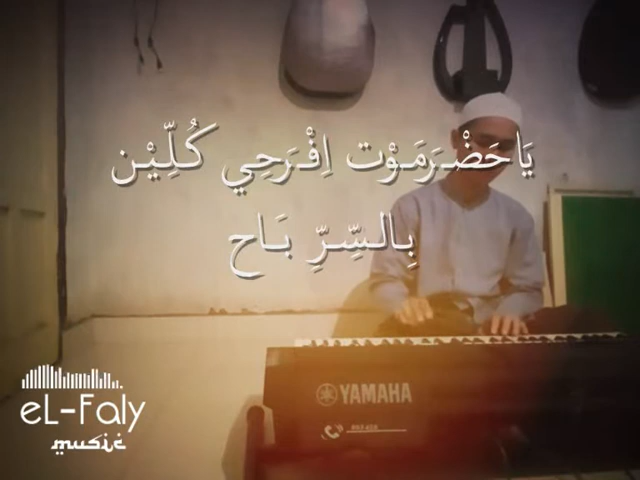 يَاحَضْرَمَوْت اِفْرَحِي كُلِّيْن
بِالسِّرِّ بَاح
YAMAHA
eL-Faly
music